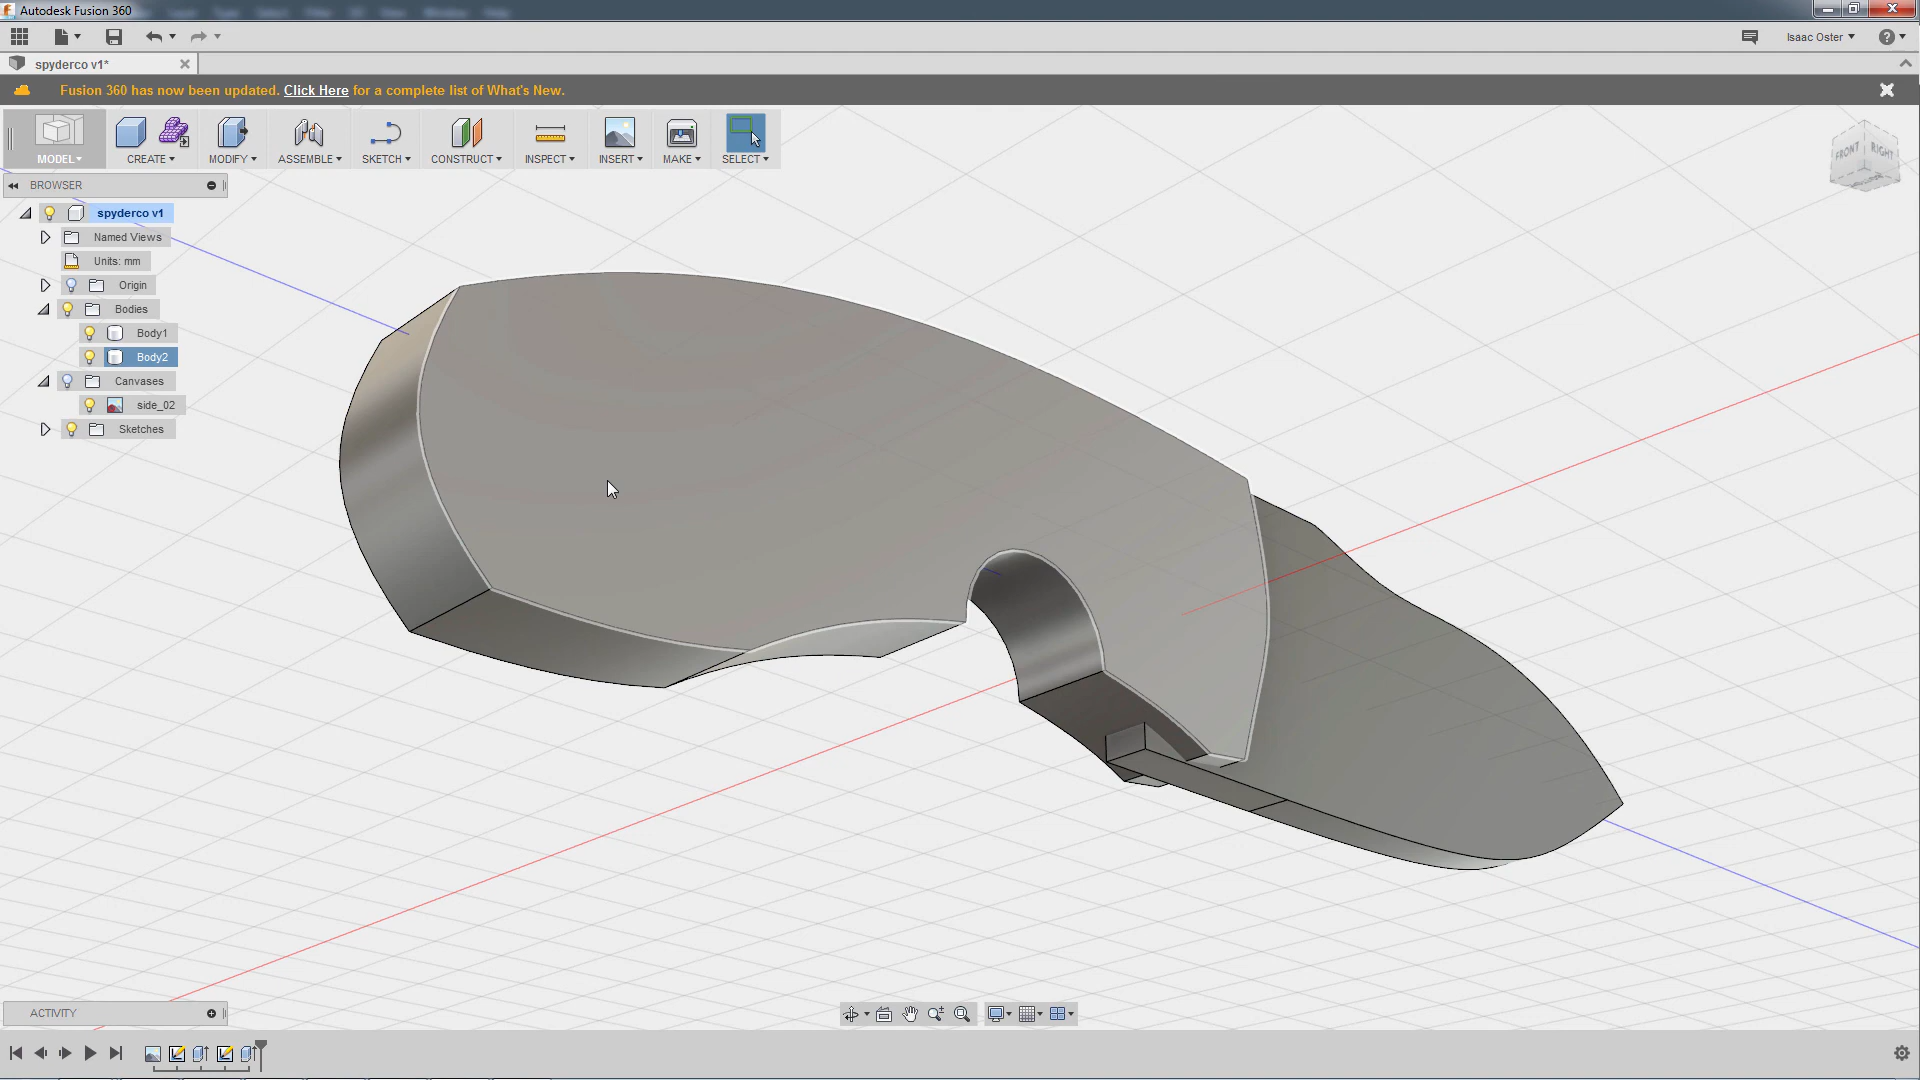 Autodesk Fusion 360
Isaac Oster
spyderco v1*
Fusion 360 has now been updated. Click Here for a complete list of What's New.
MODEL CREATE MODIFY ASSEMBLE SKETCH CONSTRUCT INSPECT INSERT MAKE SELECT
FRONT RIGHT
BROWSER
spyderco v1
Named Views
Units: mm
Origin
Bodies
Body1
Body2
Canvases
side_02
Sketches
ACTIVITY